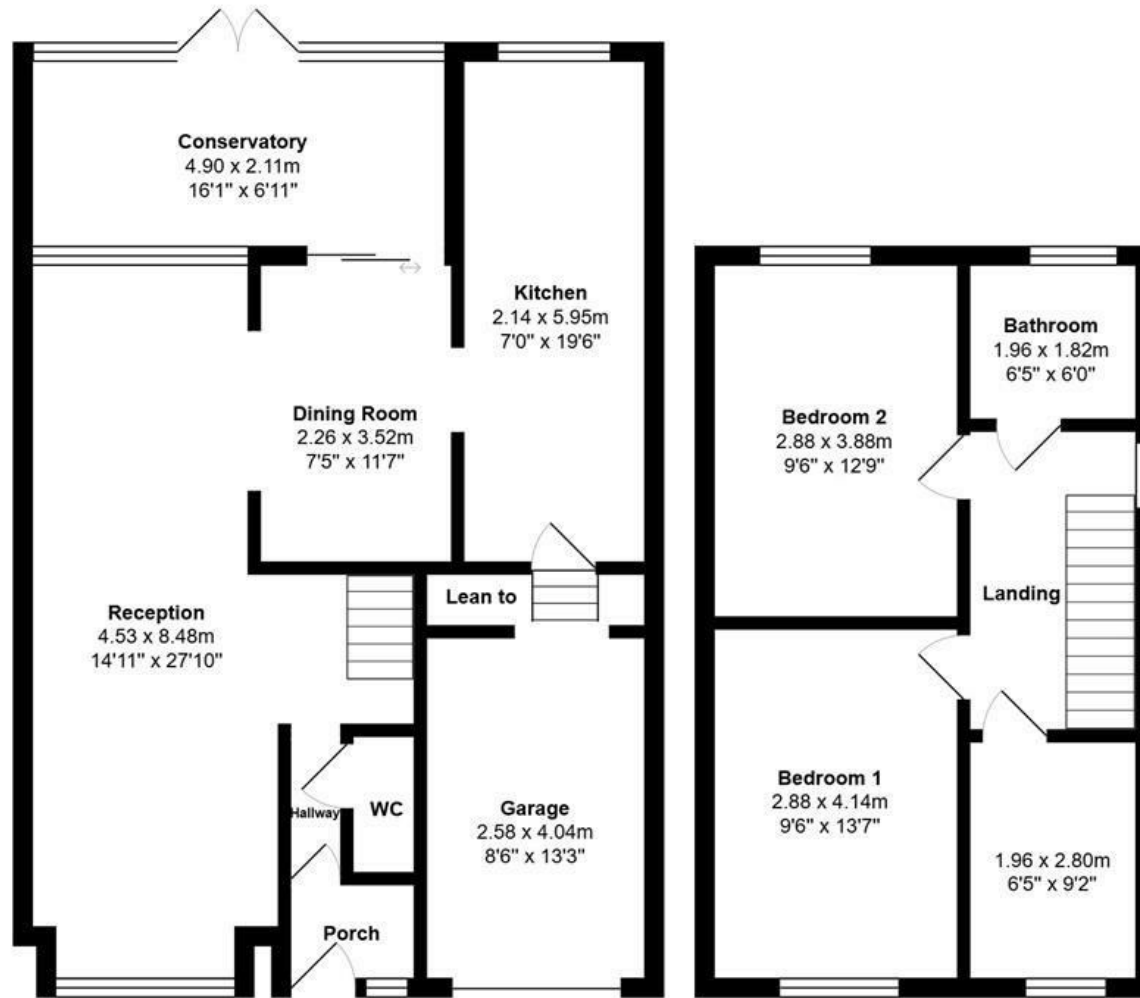 Conservatory
4.90 x 2.11m
16'1" x 6'11"
Kitchen
2.14 x 5.95m
7'0" x 19'6"
Dining Room
2.26 x 3.52m
7'5" x 11'7"
Reception
4.53 x 8.48m
14'11" x 27'10"
Lean to
Hallway
WC
Garage
2.58 x 4.04m
8'6" x 13'3"
Porch
Bathroom
1.96 x 1.82m
6'5" x 6'0"
Bedroom 2
2.88 x 3.88m
9'6" x 12'9"
Landing
Bedroom 1
2.88 x 4.14m
9'6" x 13'7"
1.96 x 2.80m
6'5" x 9'2"